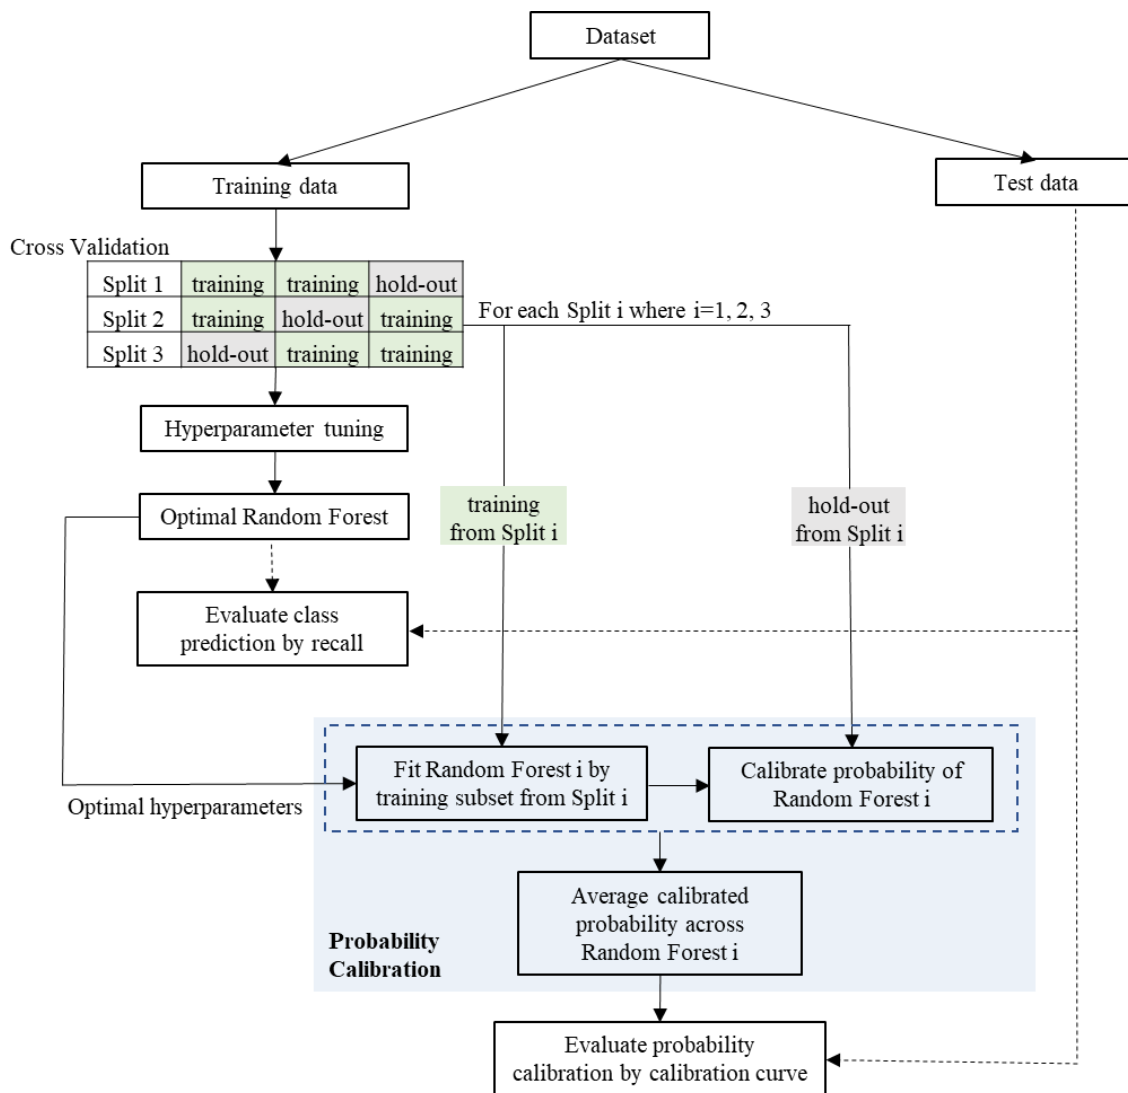 Dataset
Training data
Test data
Cross Validation
Split 1 training training hold-out
Split 2 training hold-out training
Split 3 hold-out training training
For each Split i where i=1, 2, 3
Hyperparameter tuning
Optimal Random Forest
training
from Split i
hold-out
from Split i
Evaluate class
prediction by recall
Optimal hyperparameters
Fit Random Forest i by
training subset from Split i
Calibrate probability of
Random Forest i
Average calibrated
probability across
Random Forest i
Probability
Calibration
Evaluate probability
calibration by calibration curve